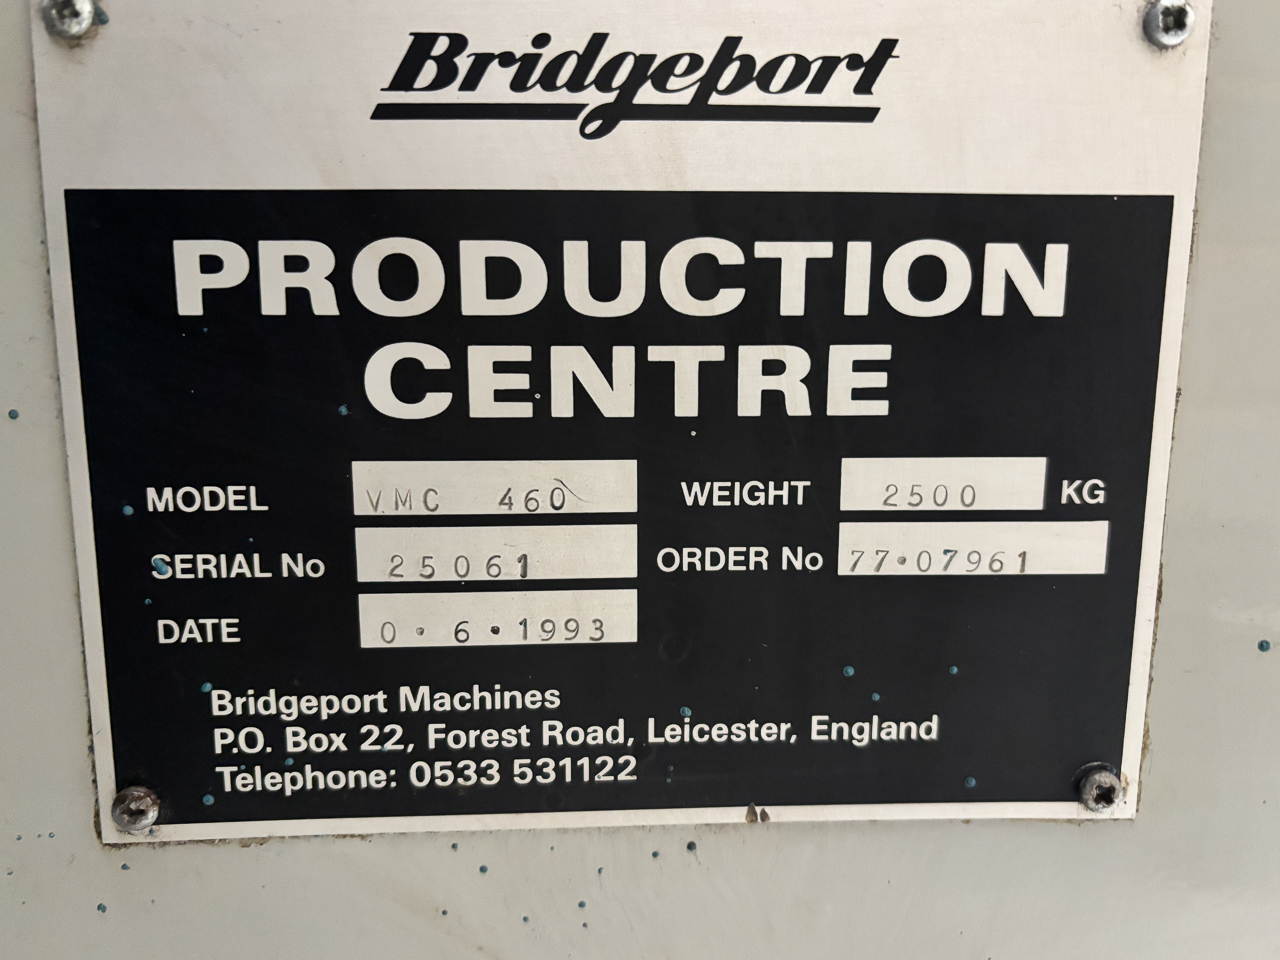 Bridgeport
PRODUCTION
CENTRE
MODEL VMC 460 WEIGHT 2500 KG
SERIAL No 25061 ORDER No 77·07961
DATE 0·6·1993
Bridgeport Machines
P.O. Box 22, Forest Road, Leicester, England
Telephone: 0533 531122